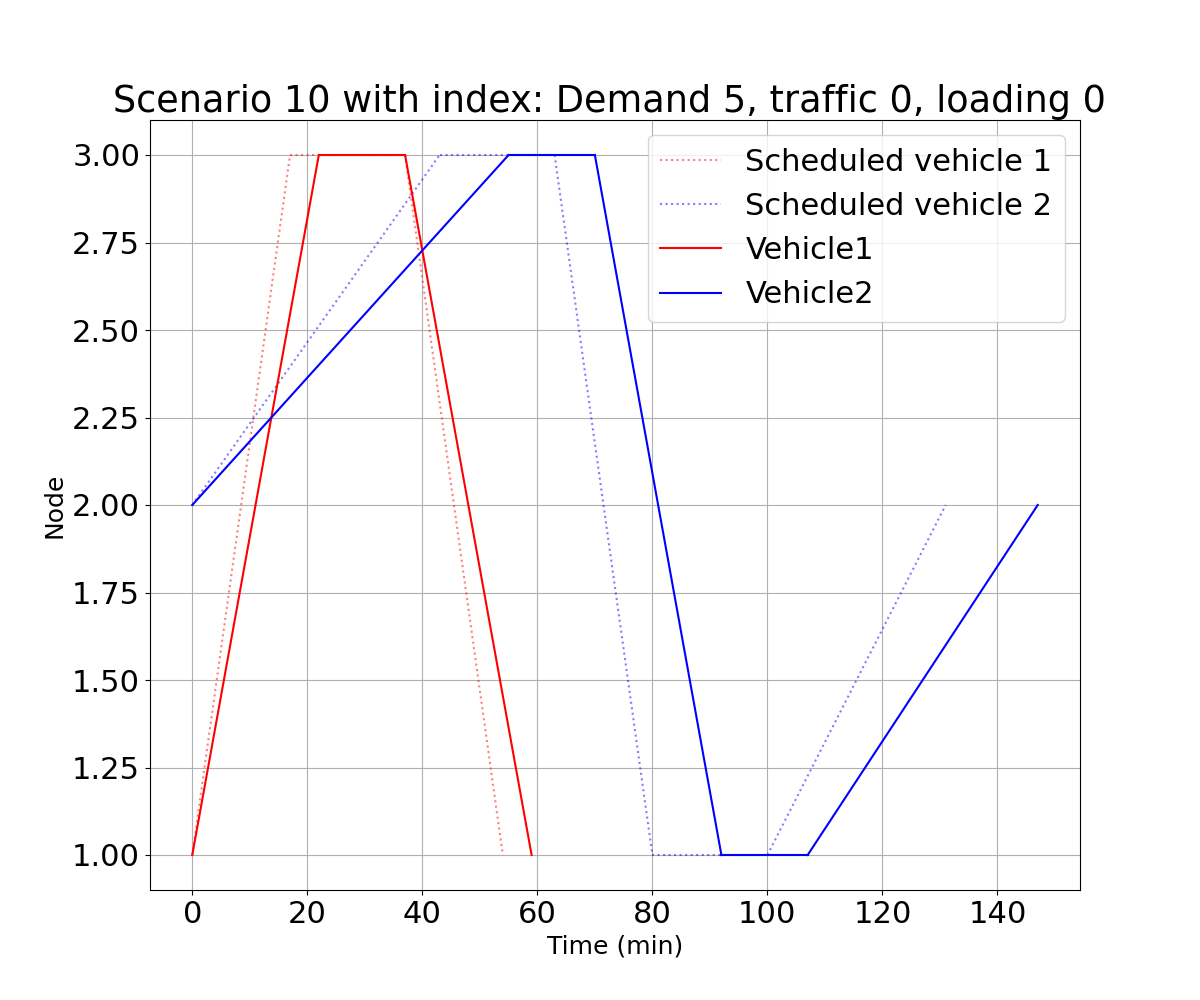 Scenario 10 with index: Demand 5, traffic 0, loading 0
Scheduled vehicle 1
Scheduled vehicle 2
Vehicle1
Vehicle2
3.00
2.75
2.50
2.25
2.00
1.75
1.50
1.25
1.00
Node
0 20 40 60 80 100 120 140
Time (min)